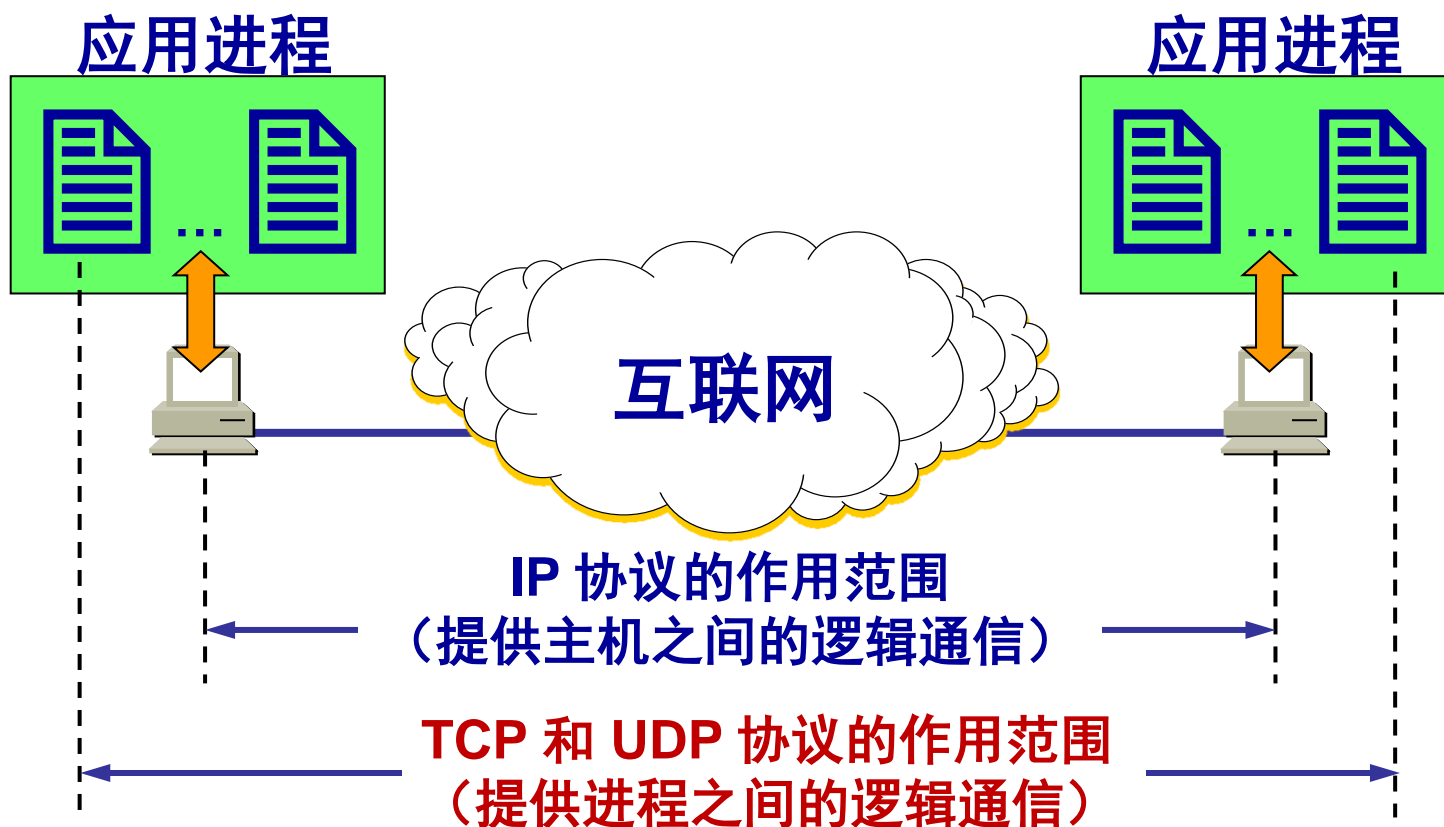 应用进程
应用进程
...
...
互联网
IP 协议的作用范围
（提供主机之间的逻辑通信）
TCP 和 UDP 协议的作用范围
（提供进程之间的逻辑通信）